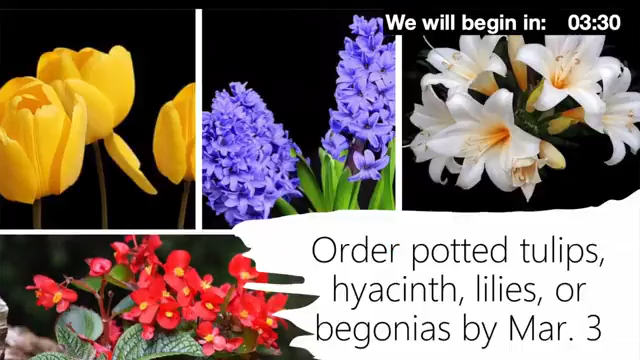 We will begin in: 03:30
Order potted tulips,
hyacinth, lilies, or
begonias by Mar. 3